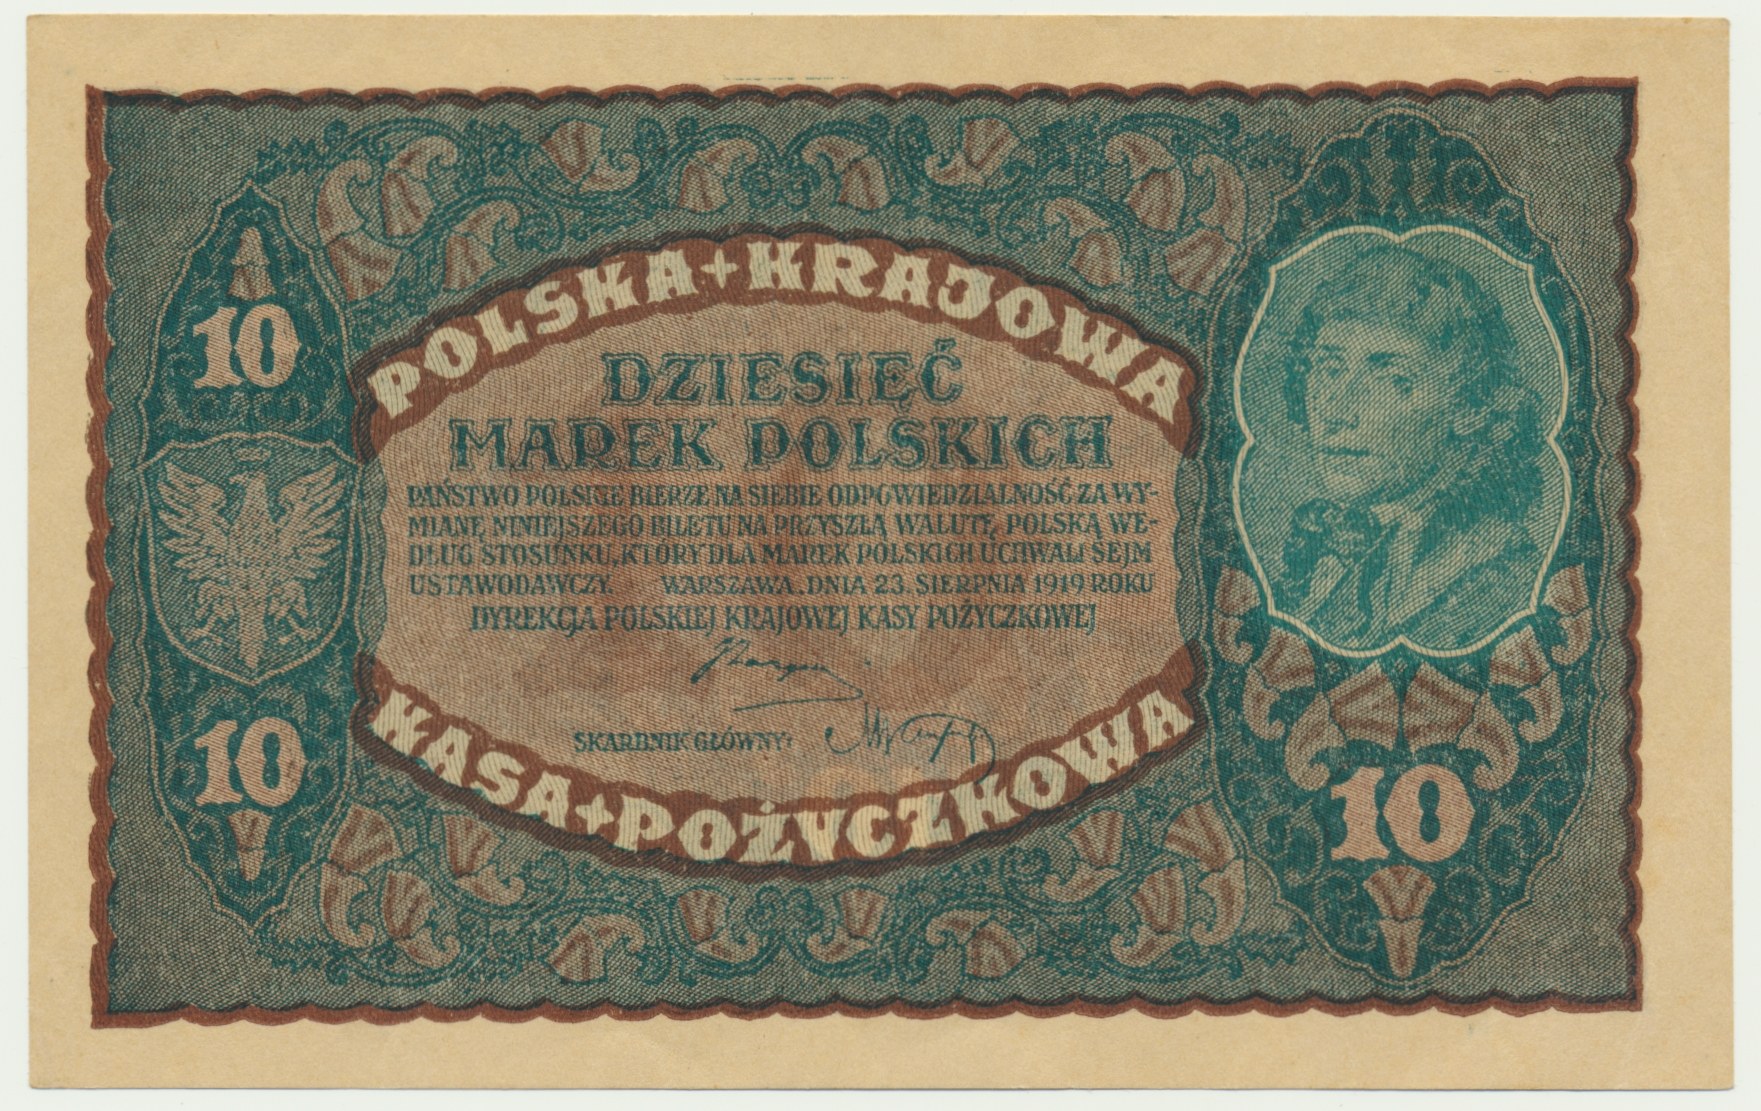 POLSKA+KRAJOWA
10
DZIESIĘĆ
MAREK POLSKICH
PAŃSTWO POLSKIE BIERZE NA SIEBIE ODPOWIEDZIALNOŚĆ ZA WY-
MIANĘ NINIEJSZEGO BILETU NA PRZYSZŁĄ WALUTĘ POLSKĄ WE-
DŁUG STOSUNKU, KTÓRY DLA MAREK POLSKICH UCHWALI SEJM
USTAWODAWCZY. WARSZAWA. DNIA 23. SIERPNIA 1919 ROKU
DYREKCJA POLSKIEJ KRAJOWEJ KASY POŻYCZKOWEJ
SKARBNIK GŁÓWNY:
10
KASA+POŻYCZKOWA
10